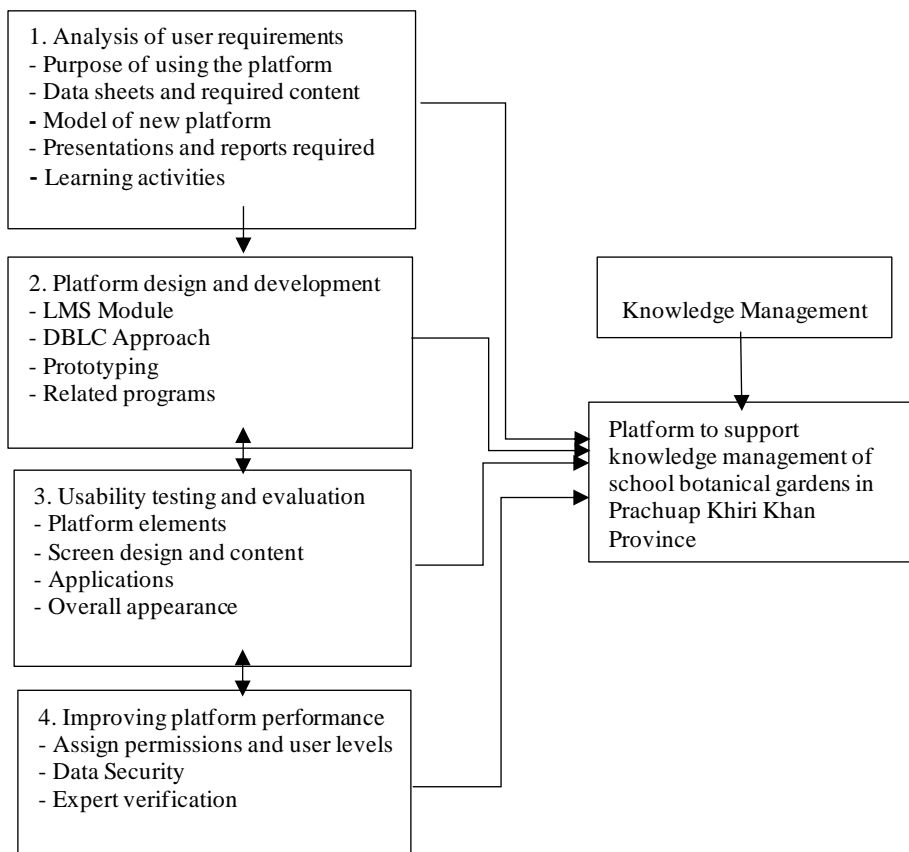 1. Analysis of user requirements
- Purpose of using the platform
- Data sheets and required content
- Model of new platform
- Presentations and reports required
- Learning activities
2. Platform design and development
- LMS Module
- DBLC Approach
- Prototyping
- Related programs
3. Usability testing and evaluation
- Platform elements
- Screen design and content
- Applications
- Overall appearance
4. Improving platform performance
- Assign permissions and user levels
- Data Security
- Expert verification
Knowledge Management
Platform to support
knowledge management of
school botanical gardens in
Prachuap Khiri Khan
Province